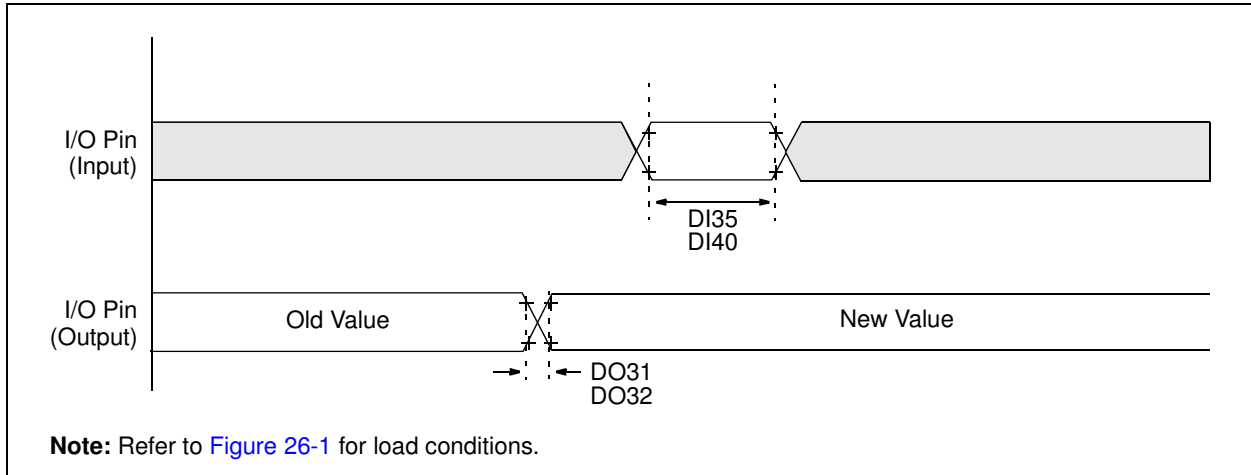 I/O Pin
(Input)
DI35
DI40
I/O Pin
(Output)
Old Value
New Value
DO31
DO32
Note: Refer to Figure 26-1 for load conditions.